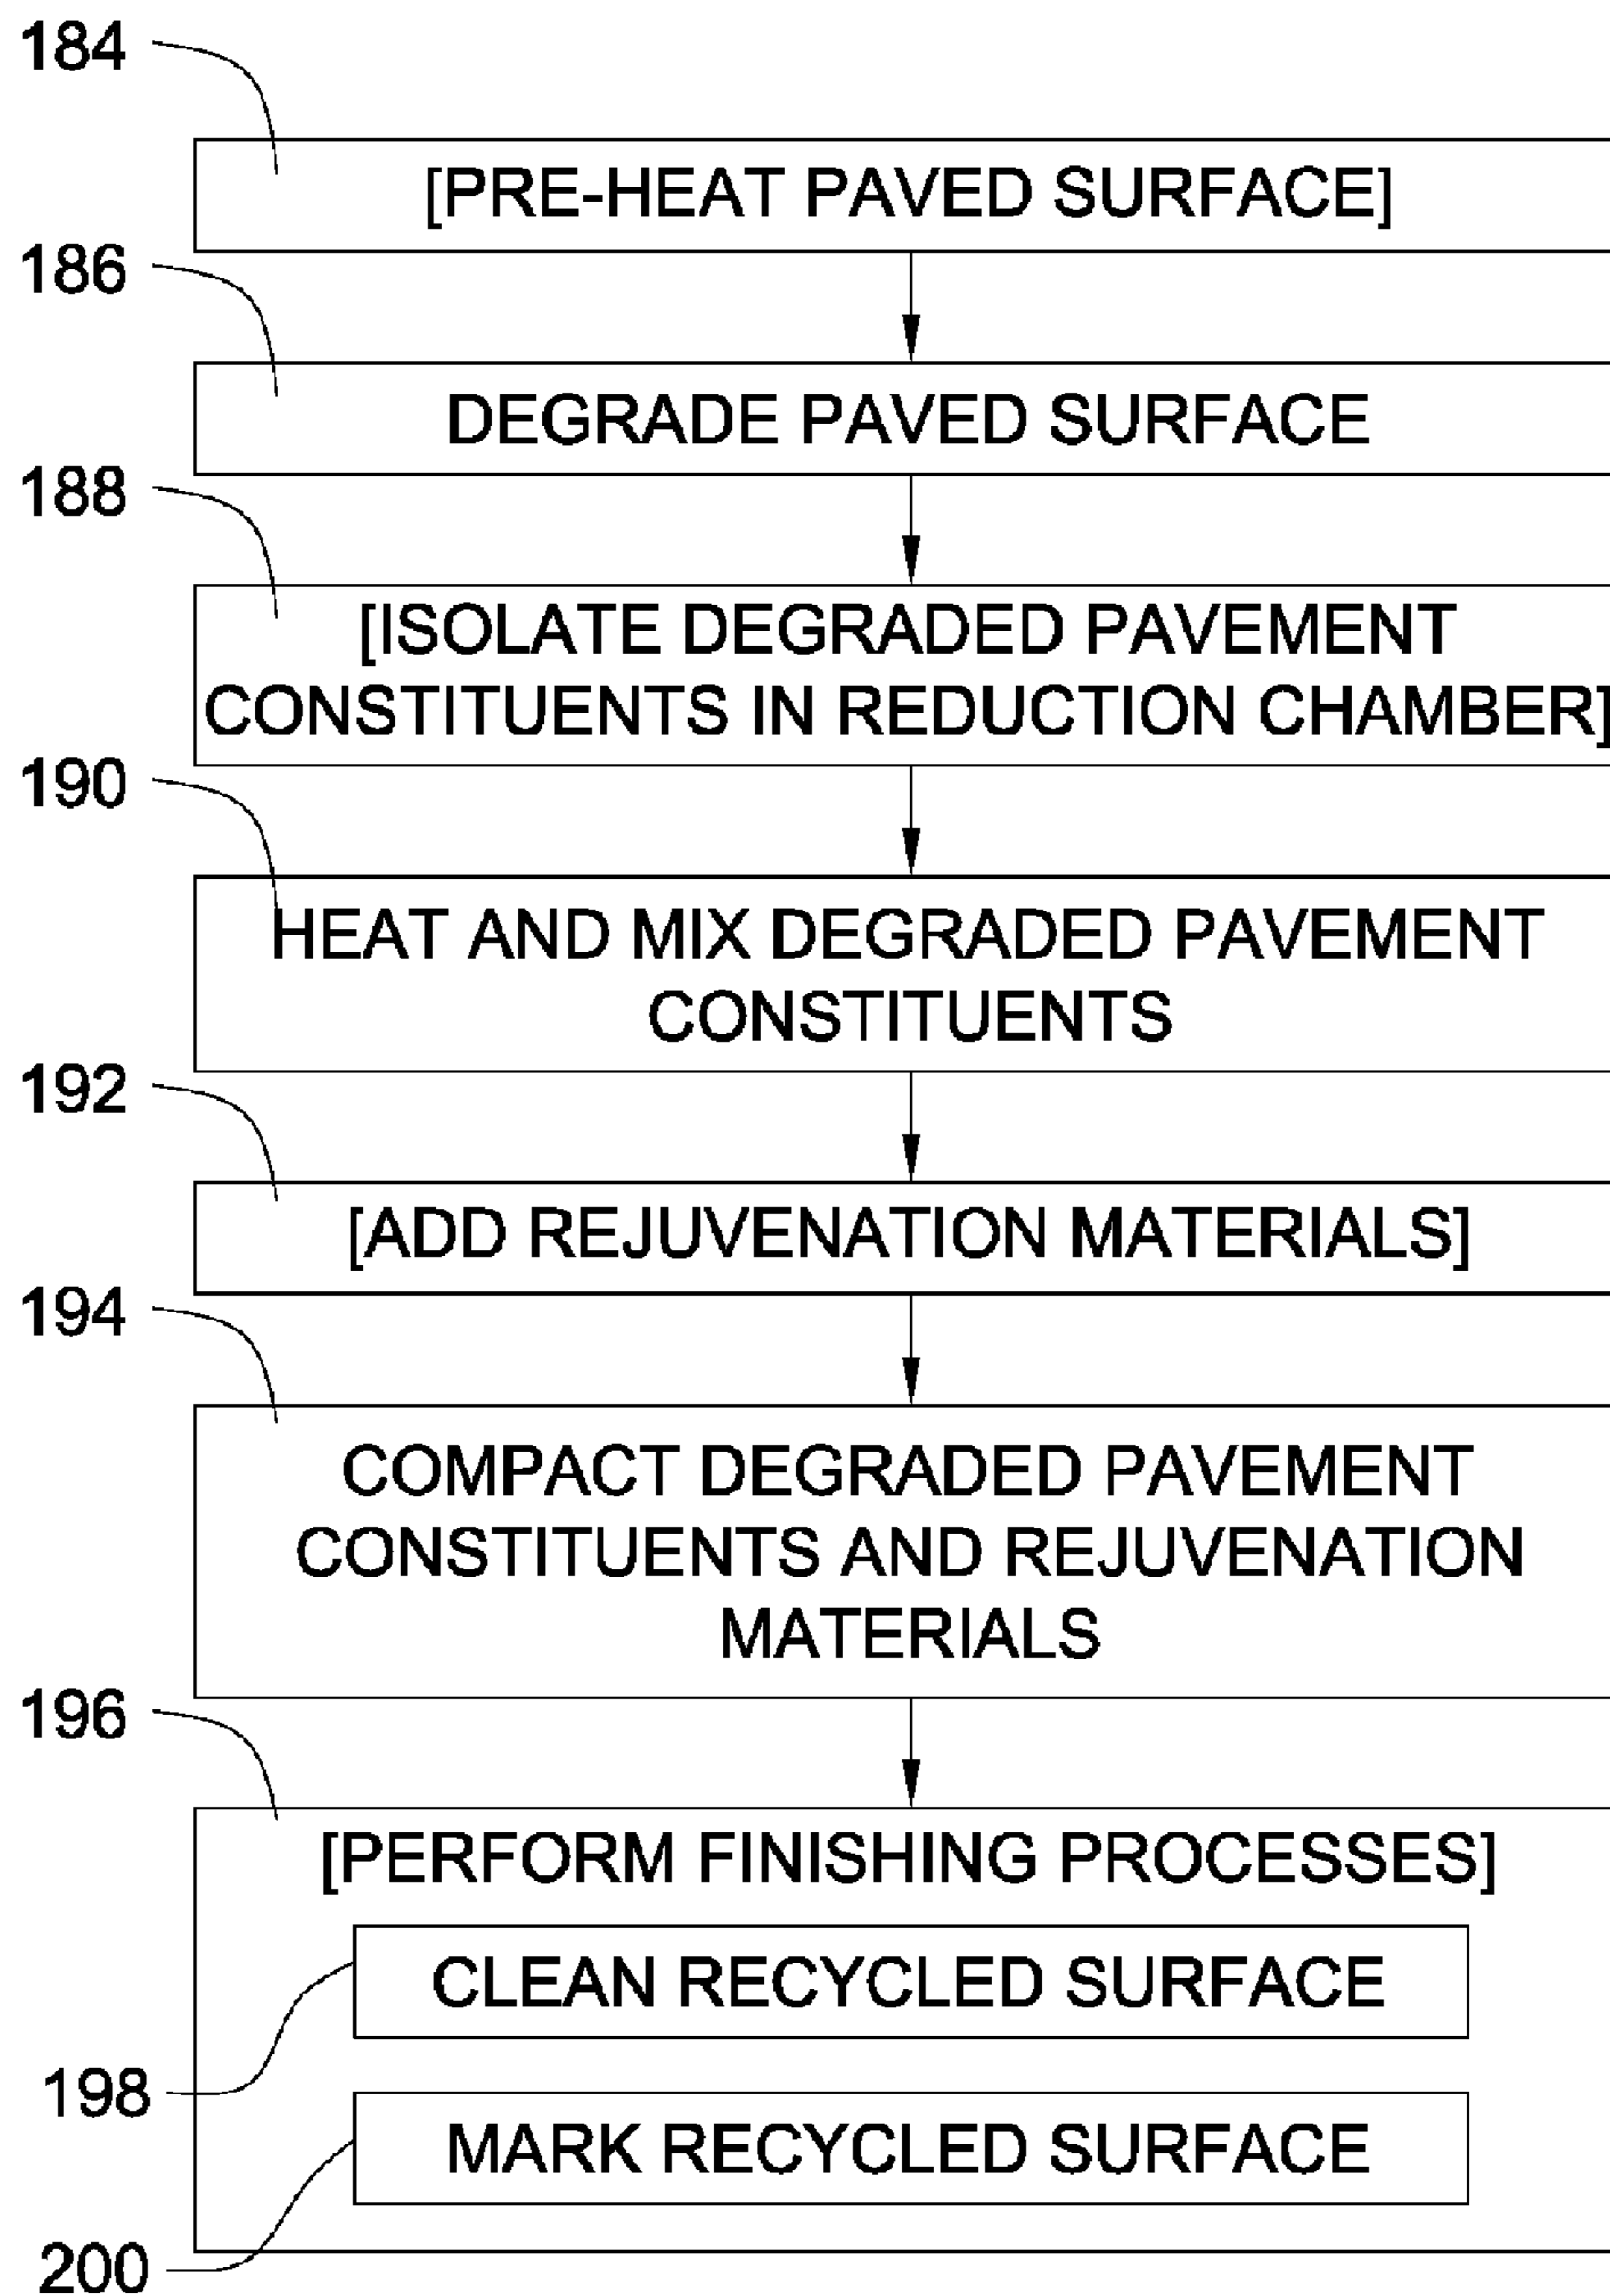 184
[PRE-HEAT PAVED SURFACE]
186
DEGRADE PAVED SURFACE
188
[ISOLATE DEGRADED PAVEMENT
CONSTITUENTS IN REDUCTION CHAMBER]
190
HEAT AND MIX DEGRADED PAVEMENT
CONSTITUENTS
192
[ADD REJUVENATION MATERIALS]
194
COMPACT DEGRADED PAVEMENT
CONSTITUENTS AND REJUVENATION
MATERIALS
196
[PERFORM FINISHING PROCESSES]
CLEAN RECYCLED SURFACE
198
MARK RECYCLED SURFACE
200